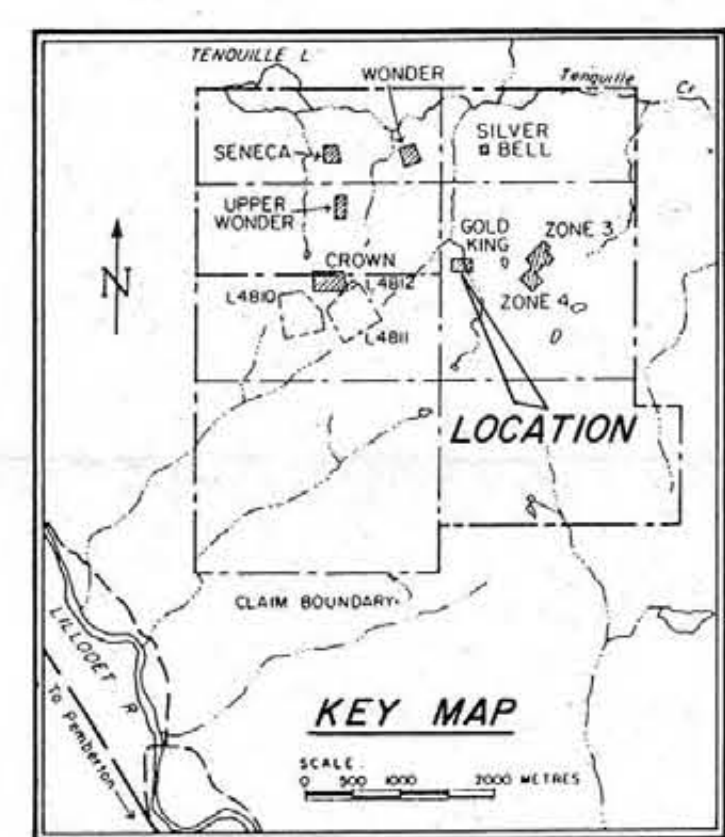 TENQUILLE L
WONDER
Tenquille Cr
SENECA
SILVER
BELL
UPPER
WONDER
GOLD
KING
ZONE 3
CROWN
L4812
L4810
ZONE 4
L4811
N
LOCATION
CLAIM BOUNDARY
LILLOOET R.
To Pemberton
KEY MAP
SCALE
0 500 1000 2000 METRES